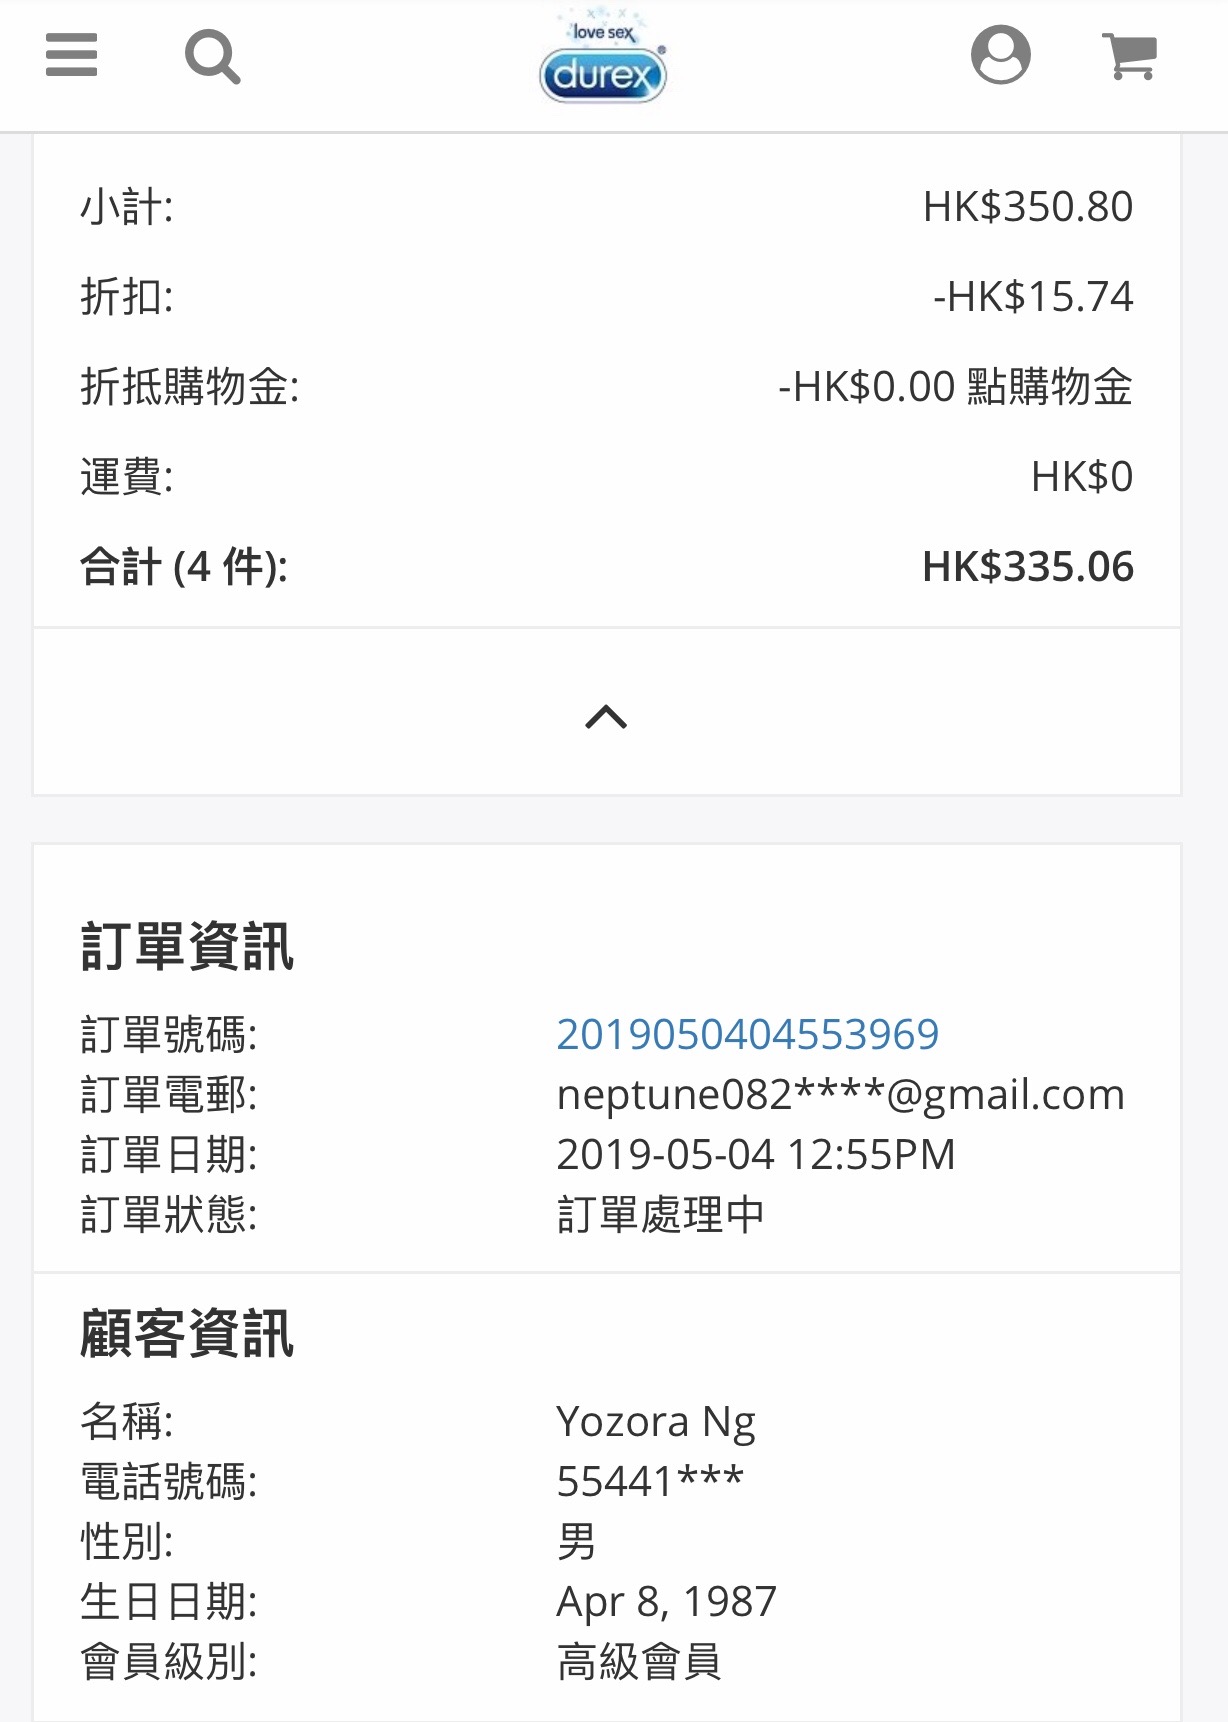 love sex
durex®
小計: HK$350.80
折扣: -HK$15.74
折抵購物金: -HK$0.00 點購物金
運費: HK$0
合計 (4 件): HK$335.06
訂單資訊
訂單號碼: 2019050404553969
訂單電郵: neptune082****@gmail.com
訂單日期: 2019-05-04 12:55PM
訂單狀態: 訂單處理中
顧客資訊
名稱: Yozora Ng
電話號碼: 55441***
性別: 男
生日日期: Apr 8, 1987
會員級別: 高級會員